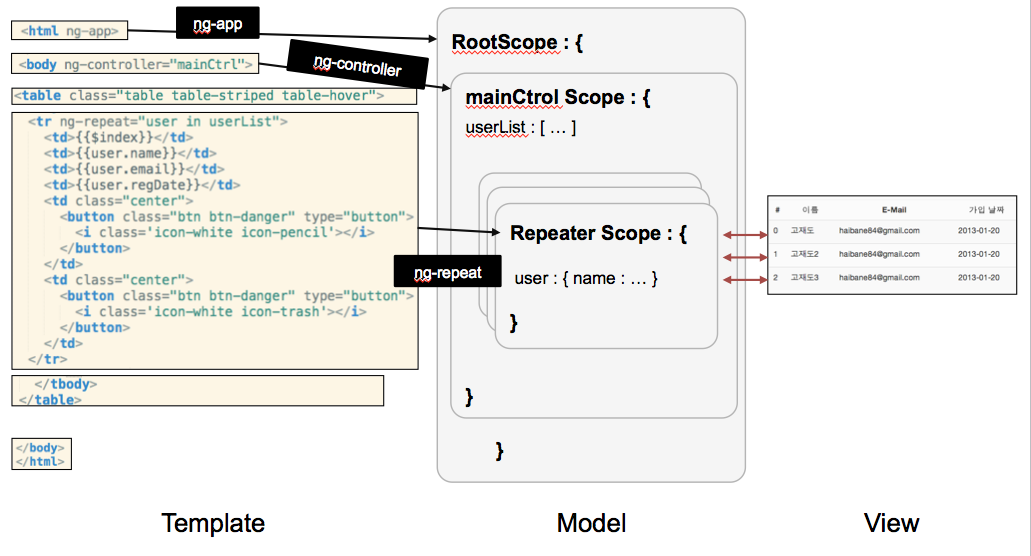 <html ng-app>
ng-app
<body ng-controller="mainCtrl">
ng-controller
<table class="table table-striped table-hover">
<tr ng-repeat="user in userList">
<td>{{$index}}</td>
<td>{{user.name}}</td>
<td>{{user.email}}</td>
<td>{{user.regDate}}</td>
<td class="center">
<button class="btn btn-danger" type="button">
<i class='icon-white icon-pencil'></i>
</button>
</td>
<td class="center">
<button class="btn btn-danger" type="button">
<i class='icon-white icon-trash'></i>
</button>
</td>
</tr>
ng-repeat
</tbody>
</table>
</body>
</html>
Template
RootScope : {
mainCtrol Scope : {
userList : [ … ]
Repeater Scope : {
user : { name : … }
}
}
}
Model
# 이름 E-Mail 가입 날짜
0 고재도 haibane84@gmail.com 2013-01-20
1 고재도2 haibane84@gmail.com 2013-01-20
2 고재도3 haibane84@gmail.com 2013-01-20
View